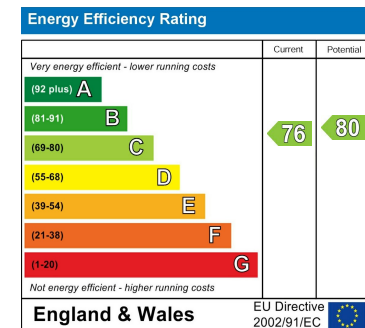 Energy Efficiency Rating
Current Potential
Very energy efficient - lower running costs
(92 plus) A
(81-91) B
(69-80) C
(55-68) D
(39-54) E
(21-38) F
(1-20) G
76 80
Not energy efficient - higher running costs
England & Wales
EU Directive
2002/91/EC